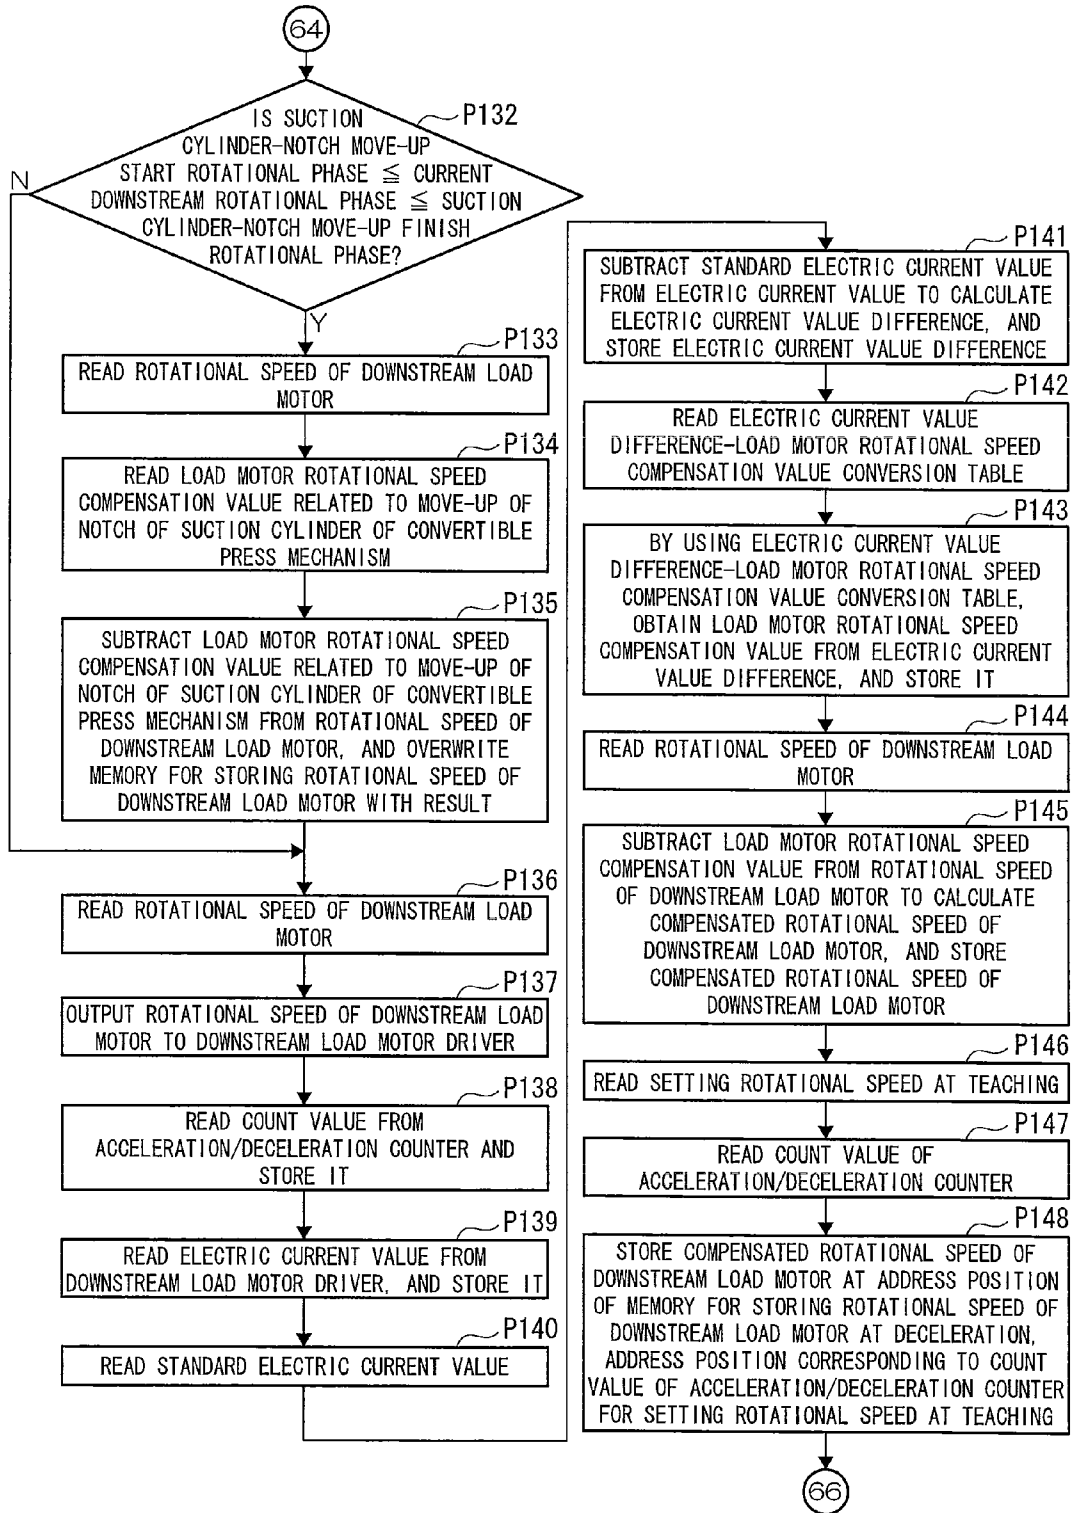 64
P132
IS SUCTION
CYLINDER-NOTCH MOVE-UP
START ROTATIONAL PHASE ≦ CURRENT
DOWNSTREAM ROTATIONAL PHASE ≦ SUCTION
CYLINDER-NOTCH MOVE-UP FINISH
ROTATIONAL PHASE?
N
Y
P133
READ ROTATIONAL SPEED OF DOWNSTREAM LOAD
MOTOR
P134
READ LOAD MOTOR ROTATIONAL SPEED
COMPENSATION VALUE RELATED TO MOVE-UP OF
NOTCH OF SUCTION CYLINDER OF CONVERTIBLE
PRESS MECHANISM
P135
SUBTRACT LOAD MOTOR ROTATIONAL SPEED
COMPENSATION VALUE RELATED TO MOVE-UP OF
NOTCH OF SUCTION CYLINDER OF CONVERTIBLE
PRESS MECHANISM FROM ROTATIONAL SPEED OF
DOWNSTREAM LOAD MOTOR, AND OVERWRITE
MEMORY FOR STORING ROTATIONAL SPEED OF
DOWNSTREAM LOAD MOTOR WITH RESULT
P136
READ ROTATIONAL SPEED OF DOWNSTREAM LOAD
MOTOR
P137
OUTPUT ROTATIONAL SPEED OF DOWNSTREAM LOAD
MOTOR TO DOWNSTREAM LOAD MOTOR DRIVER
P138
READ COUNT VALUE FROM
ACCELERATION/DECELERATION COUNTER AND
STORE IT
P139
READ ELECTRIC CURRENT VALUE FROM
DOWNSTREAM LOAD MOTOR DRIVER, AND STORE IT
P140
READ STANDARD ELECTRIC CURRENT VALUE
P141
SUBTRACT STANDARD ELECTRIC CURRENT VALUE
FROM ELECTRIC CURRENT VALUE TO CALCULATE
ELECTRIC CURRENT VALUE DIFFERENCE, AND
STORE ELECTRIC CURRENT VALUE DIFFERENCE
P142
READ ELECTRIC CURRENT VALUE
DIFFERENCE-LOAD MOTOR ROTATIONAL SPEED
COMPENSATION VALUE CONVERSION TABLE
P143
BY USING ELECTRIC CURRENT VALUE
DIFFERENCE-LOAD MOTOR ROTATIONAL SPEED
COMPENSATION VALUE CONVERSION TABLE,
OBTAIN LOAD MOTOR ROTATIONAL SPEED
COMPENSATION VALUE FROM ELECTRIC CURRENT
VALUE DIFFERENCE, AND STORE IT
P144
READ ROTATIONAL SPEED OF DOWNSTREAM LOAD
MOTOR
P145
SUBTRACT LOAD MOTOR ROTATIONAL SPEED
COMPENSATION VALUE FROM ROTATIONAL SPEED
OF DOWNSTREAM LOAD MOTOR TO CALCULATE
COMPENSATED ROTATIONAL SPEED OF
DOWNSTREAM LOAD MOTOR, AND STORE
COMPENSATED ROTATIONAL SPEED OF
DOWNSTREAM LOAD MOTOR
P146
READ SETTING ROTATIONAL SPEED AT TEACHING
P147
READ COUNT VALUE OF
ACCELERATION/DECELERATION COUNTER
P148
STORE COMPENSATED ROTATIONAL SPEED OF
DOWNSTREAM LOAD MOTOR AT ADDRESS POSITION
OF MEMORY FOR STORING ROTATIONAL SPEED OF
DOWNSTREAM LOAD MOTOR AT DECELERATION,
ADDRESS POSITION CORRESPONDING TO COUNT
VALUE OF ACCELERATION/DECELERATION COUNTER
FOR SETTING ROTATIONAL SPEED AT TEACHING
66